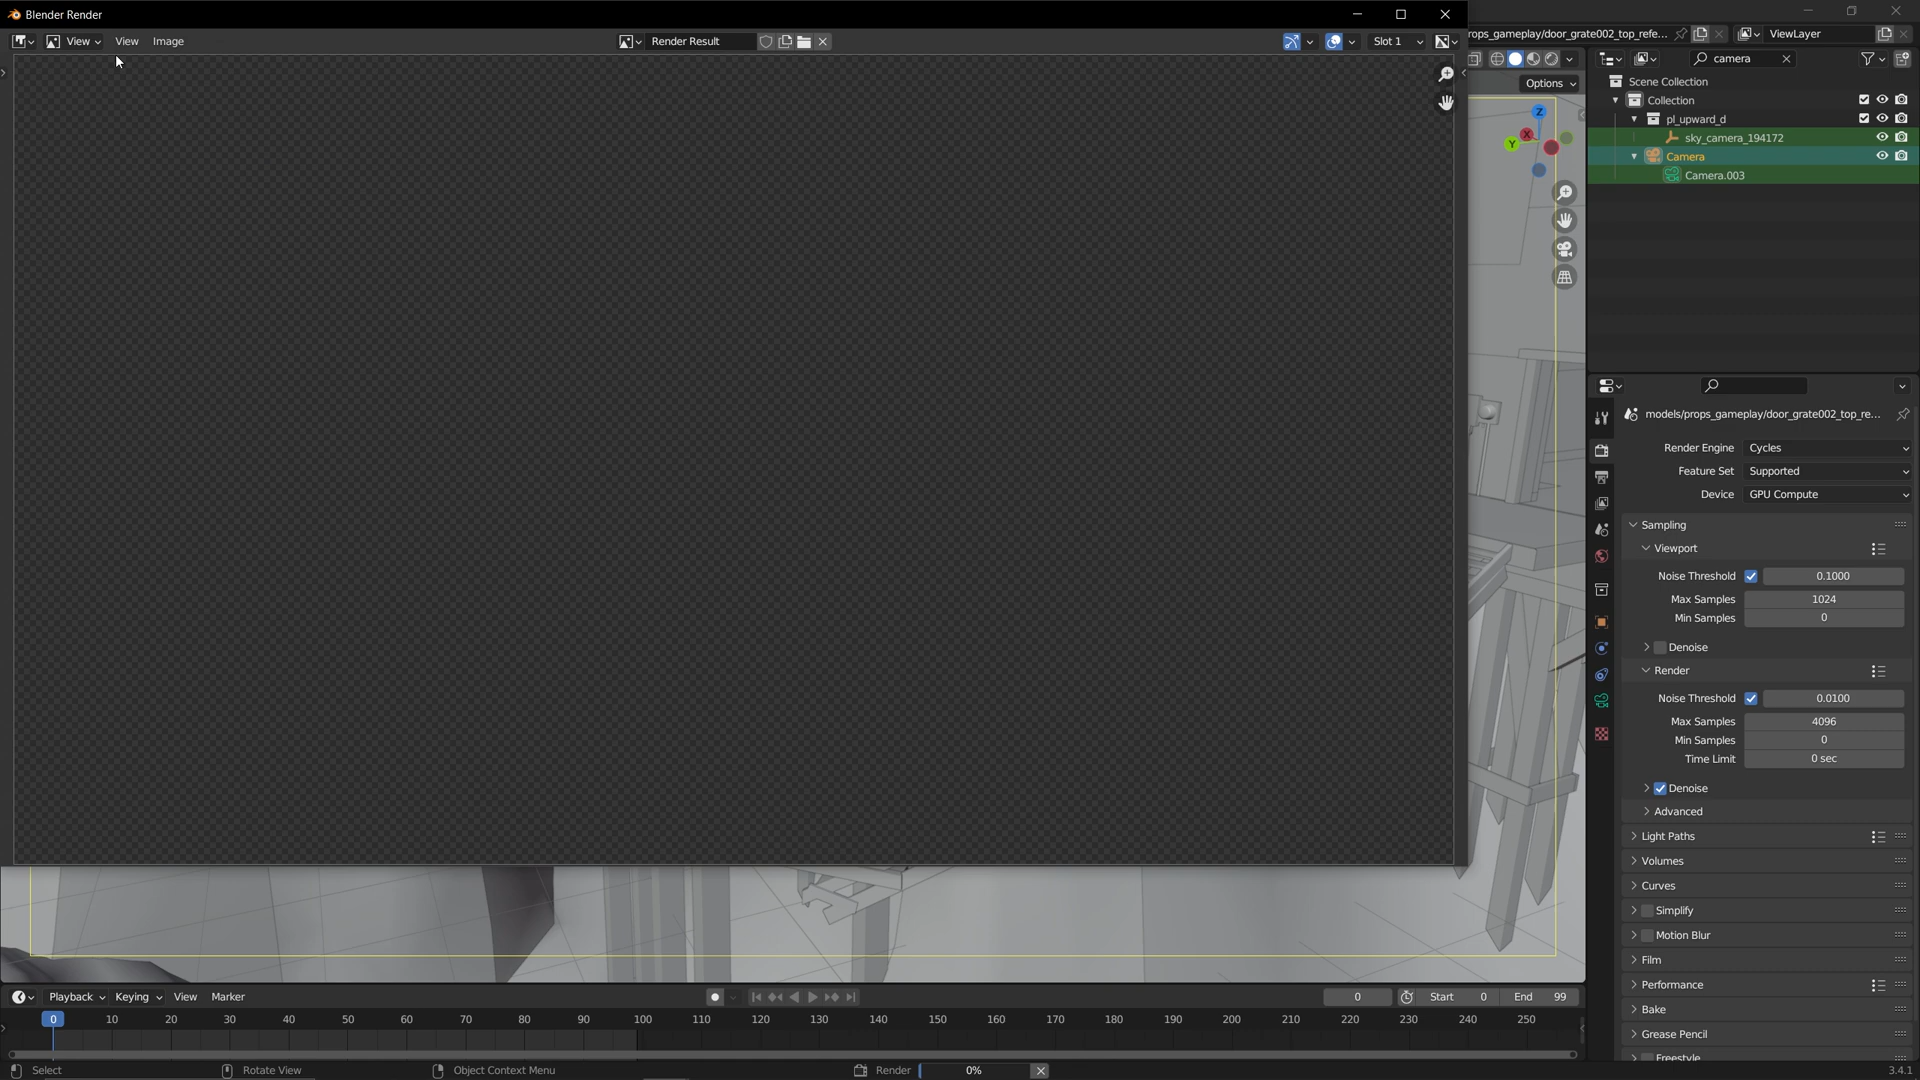 Blender Render
View View Image Render Result Slot 1
rops_gameplay/door_grate002_top_refe... ViewLayer
camera
Options
Scene Collection
Collection
pl_upward_d
sky_camera_194172
Camera
Camera.003
Z
X
Y
models/props_gameplay/door_grate002_top_re...
Render Engine Cycles
Feature Set Supported
Device GPU Compute
Sampling
Viewport
Noise Threshold 0.1000
Max Samples 1024
Min Samples 0
Denoise
Render
Noise Threshold 0.0100
Max Samples 4096
Min Samples 0
Time Limit 0 sec
Denoise
Advanced
Light Paths
Volumes
Curves
Simplify
Motion Blur
Film
Performance
Bake
Grease Pencil
Freestyle
Playback Keying View Marker 0 Start 0 End 99
0 10 20 30 40 50 60 70 80 90 100 110 120 130 140 150 160 170 180 190 200 210 220 230 240 250
Select Rotate View Object Context Menu Render 0% 3.4.1